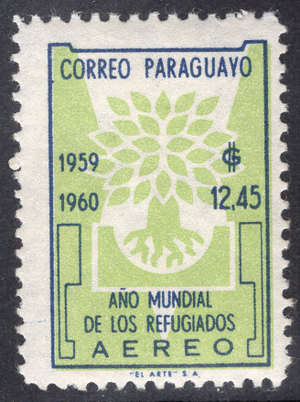 CORREO PARAGUAYO
1959
1960
₲
12,45
AÑO MUNDIAL
DE LOS REFUGIADOS
AEREO
"EL ARTE" S.A.